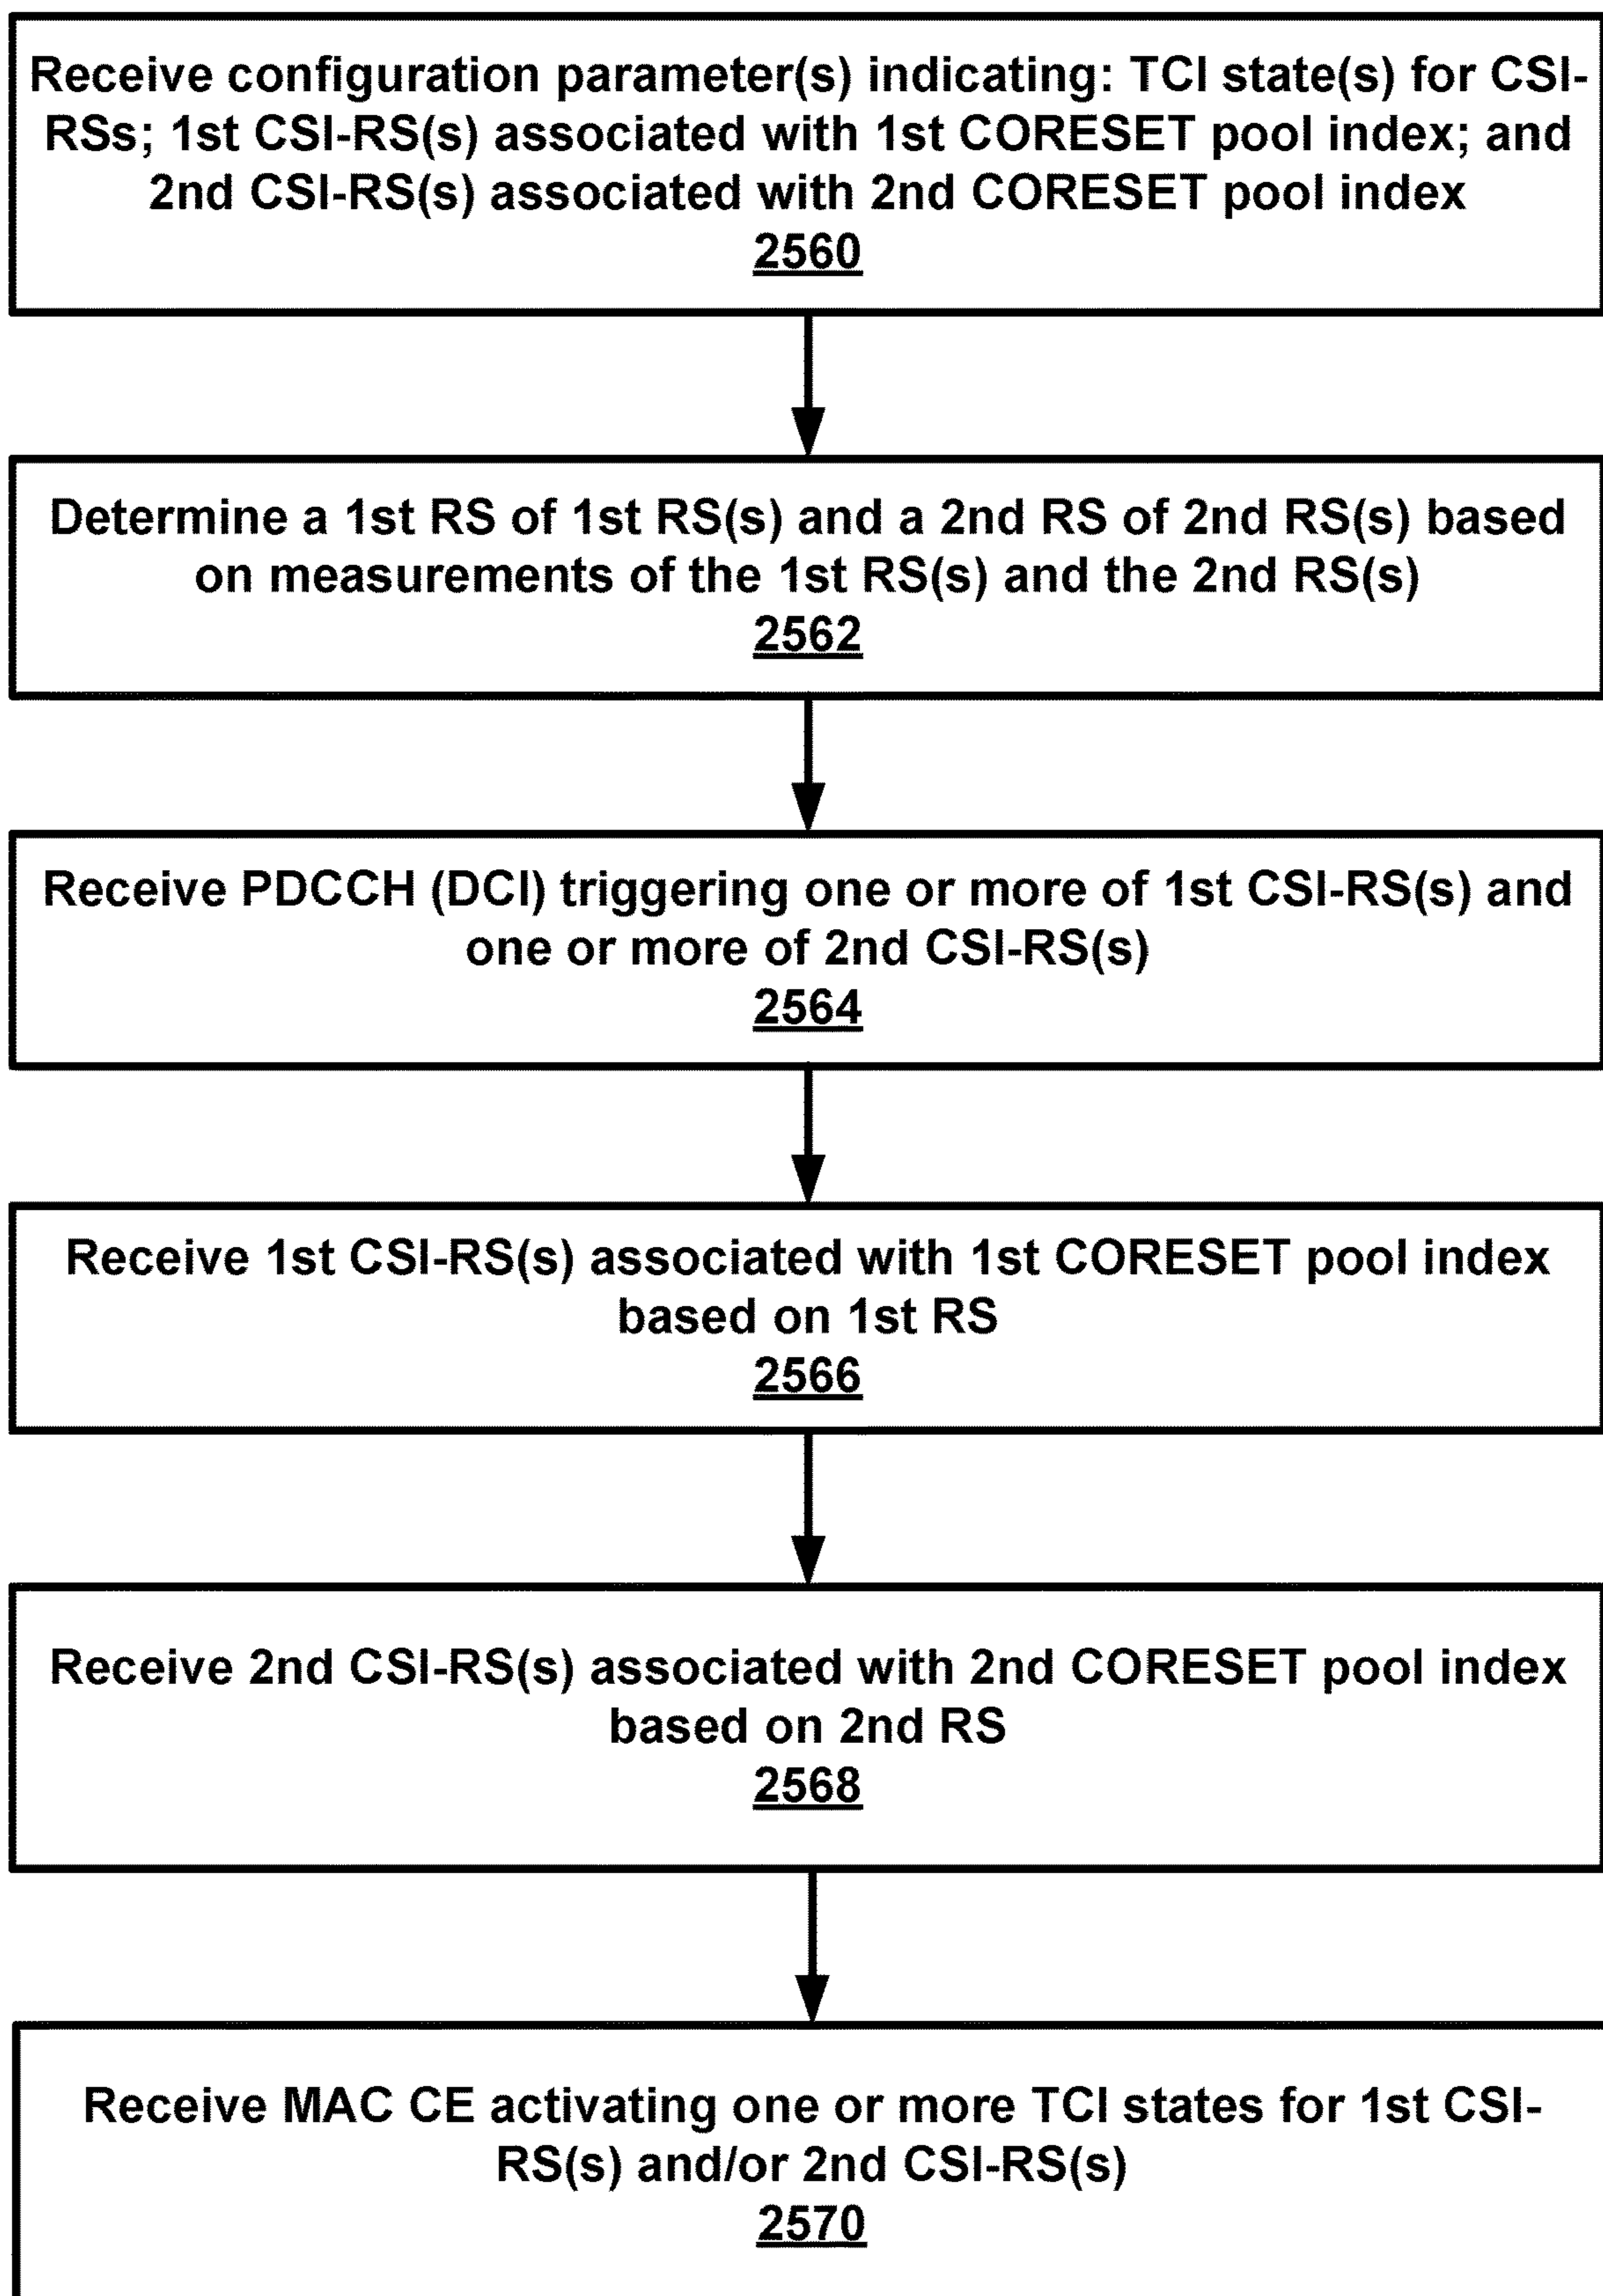 Receive configuration parameter(s) indicating: TCI state(s) for CSI-
RSs; 1st CSI-RS(s) associated with 1st CORESET pool index; and
2nd CSI-RS(s) associated with 2nd CORESET pool index
2560
Determine a 1st RS of 1st RS(s) and a 2nd RS of 2nd RS(s) based
on measurements of the 1st RS(s) and the 2nd RS(s)
2562
Receive PDCCH (DCI) triggering one or more of 1st CSI-RS(s) and
one or more of 2nd CSI-RS(s)
2564
Receive 1st CSI-RS(s) associated with 1st CORESET pool index
based on 1st RS
2566
Receive 2nd CSI-RS(s) associated with 2nd CORESET pool index
based on 2nd RS
2568
Receive MAC CE activating one or more TCI states for 1st CSI-
RS(s) and/or 2nd CSI-RS(s)
2570